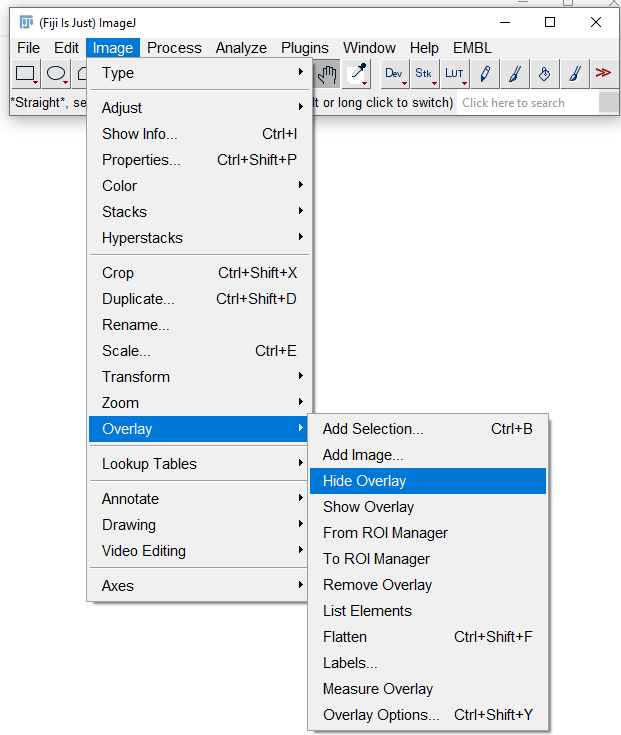 (Fiji Is Just) ImageJ
File Edit Image Process Analyze Plugins Window Help EMBL
Dev Stk LUT
*Straight*, se lt or long click to switch) Click here to search
Type
Adjust
Show Info... Ctrl+I
Properties... Ctrl+Shift+P
Color
Stacks
Hyperstacks
Crop Ctrl+Shift+X
Duplicate... Ctrl+Shift+D
Rename...
Scale... Ctrl+E
Transform
Zoom
Overlay
Lookup Tables
Annotate
Drawing
Video Editing
Axes
Add Selection... Ctrl+B
Add Image...
Hide Overlay
Show Overlay
From ROI Manager
To ROI Manager
Remove Overlay
List Elements
Flatten Ctrl+Shift+F
Labels...
Measure Overlay
Overlay Options... Ctrl+Shift+Y